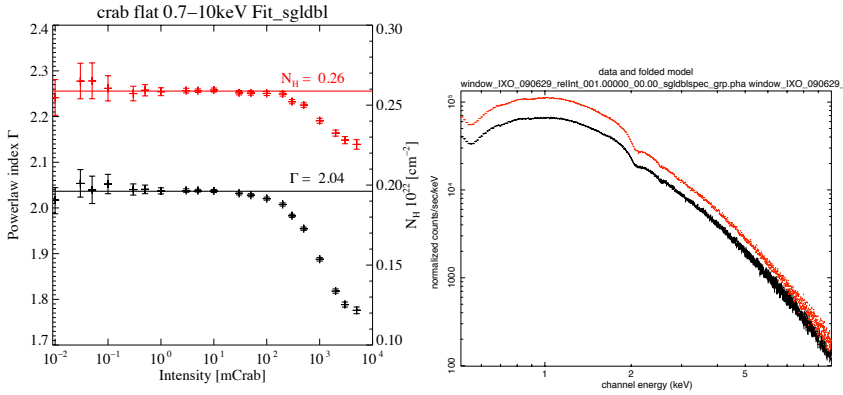 crab flat 0.7–10keV Fit_sgldbl
2.4
2.3
2.2
2.1
2.0
1.9
1.8
1.7
Powerlaw index Γ
N_H = 0.26
Γ = 2.04
0.30
0.25
0.20
0.30
0.26
0.10
N_H 10^22 [cm^-2]
10^-2 10^-1 10^0 10^1 10^2 10^3 10^4
Intensity [mCrab]
data and folded model
window_IXO_090629_relInt_001.00000_00.00_sgldblspec_grp.pha window_IXO_090629_
10^5
10^4
1000
100
normalized counts/sec/keV
1 2 5
channel energy (keV)